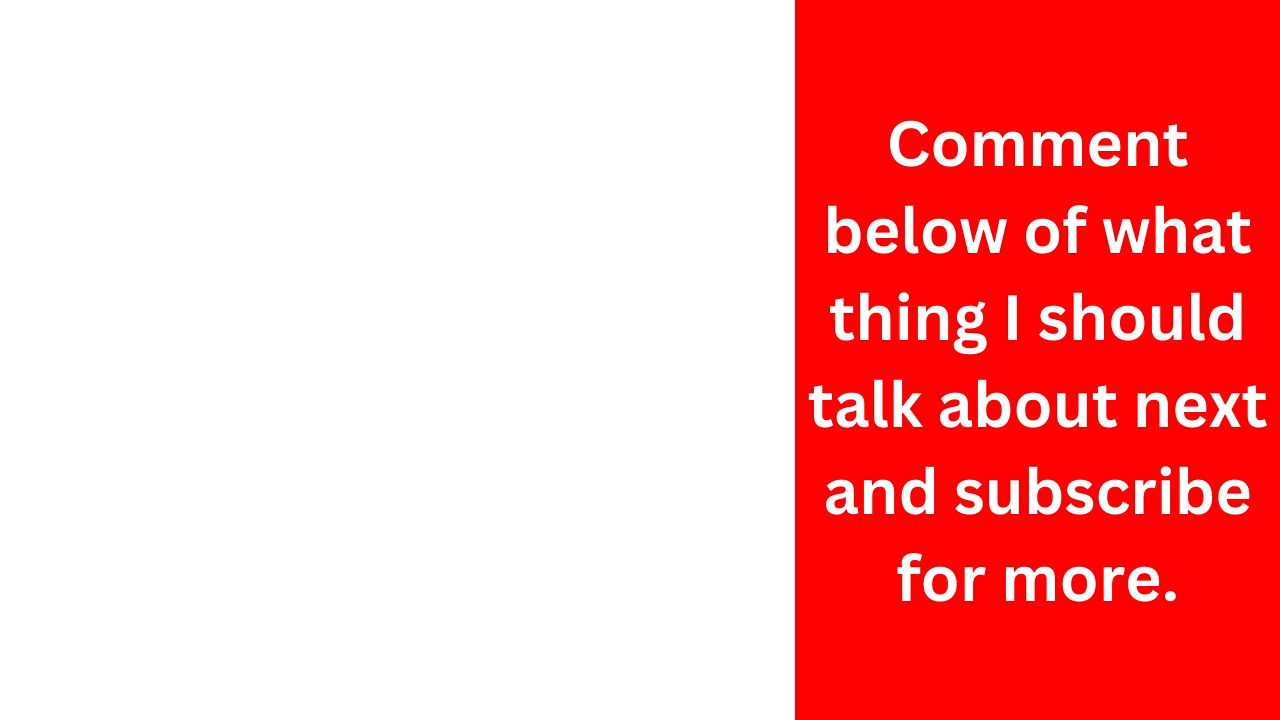 Comment
below of what
thing I should
talk about next
and subscribe
for more.